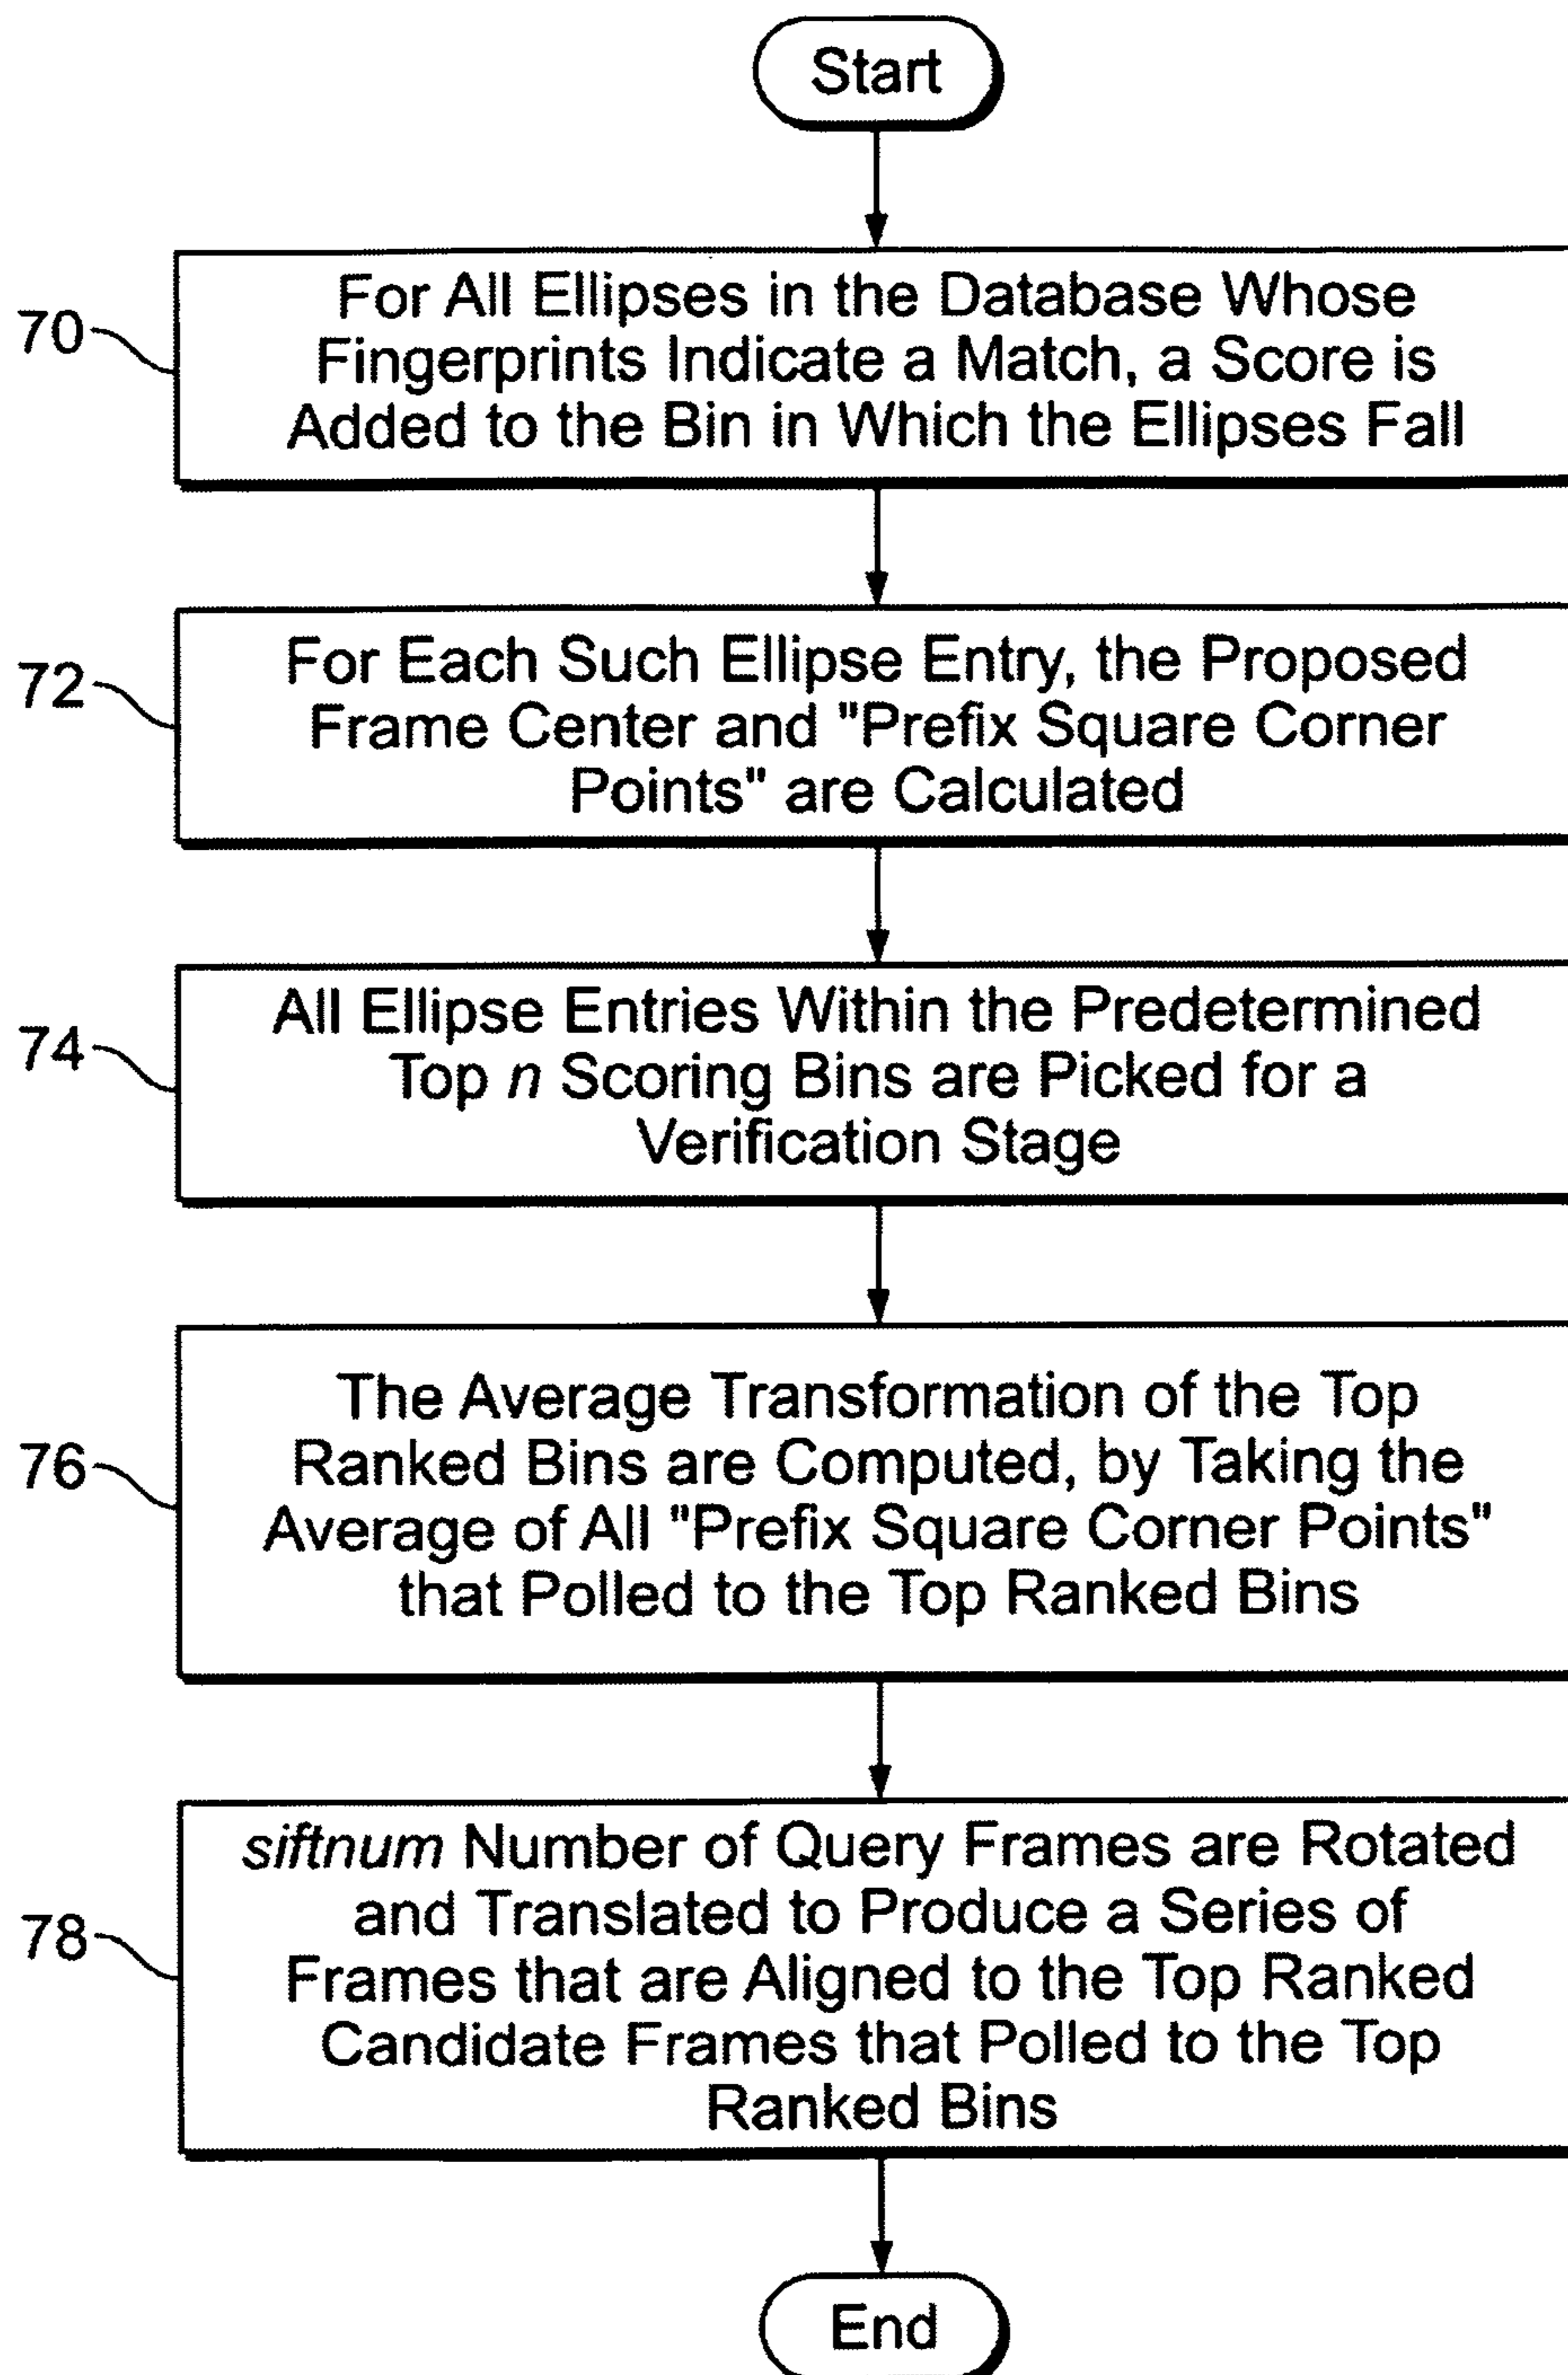 Start
70
For All Ellipses in the Database Whose
Fingerprints Indicate a Match, a Score is
Added to the Bin in Which the Ellipses Fall
72
For Each Such Ellipse Entry, the Proposed
Frame Center and "Prefix Square Corner
Points" are Calculated
74
All Ellipse Entries Within the Predetermined
Top n Scoring Bins are Picked for a
Verification Stage
76
The Average Transformation of the Top
Ranked Bins are Computed, by Taking the
Average of All "Prefix Square Corner Points"
that Polled to the Top Ranked Bins
78
siftnum Number of Query Frames are Rotated
and Translated to Produce a Series of
Frames that are Aligned to the Top Ranked
Candidate Frames that Polled to the Top
Ranked Bins
End